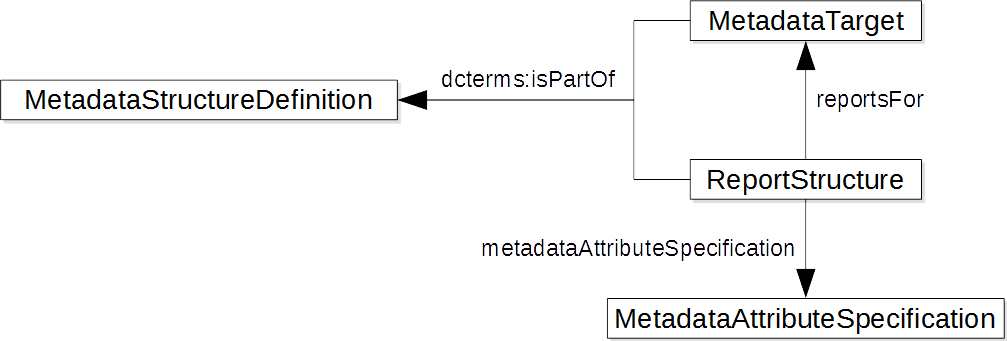 MetadataTarget
dcterms:isPartOf
MetadataStructureDefinition
reportsFor
ReportStructure
metadataAttributeSpecification
MetadataAttributeSpecification